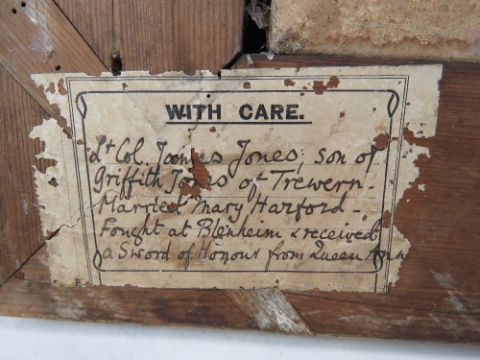 WITH CARE.
Lt Col. James Jones, son of
Griffith Jones of Trewern.
Married Mary Harford.
Fought at Blenheim & received
a Sword of Honour from Queen Ann